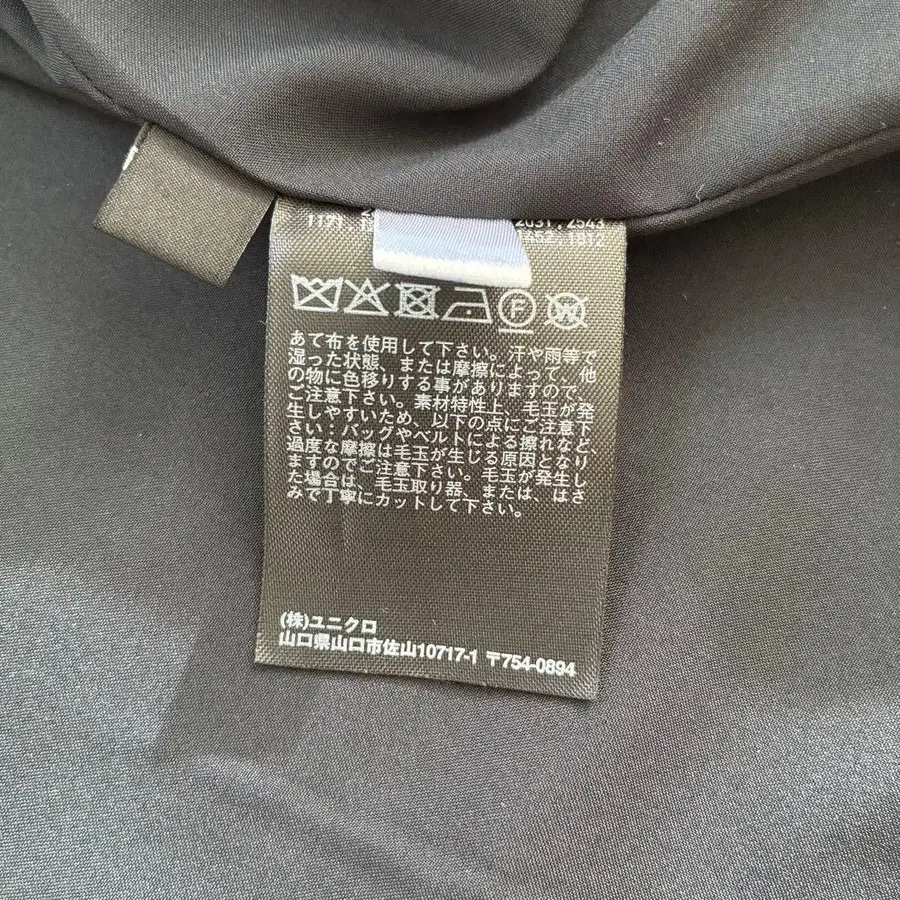 2031,2543
1312
F
W
あて布を使用して下さい。汗や雨等で
湿った状態、または摩擦によって、他
の物に色移りする事がありますので、
ご注意下さい。素材特性上、毛玉が発
生しやすいため、以下の点にご注意下
さい：バッグやベルトによる擦れなど、
過度な摩擦は毛玉が生じる原因となり
ますのでご注意下さい。毛玉が発生し
た場合は、毛玉取り器、または、はさ
みで丁寧にカットして下さい。
(株)ユニクロ
山口県山口市佐山10717-1 〒754-0894